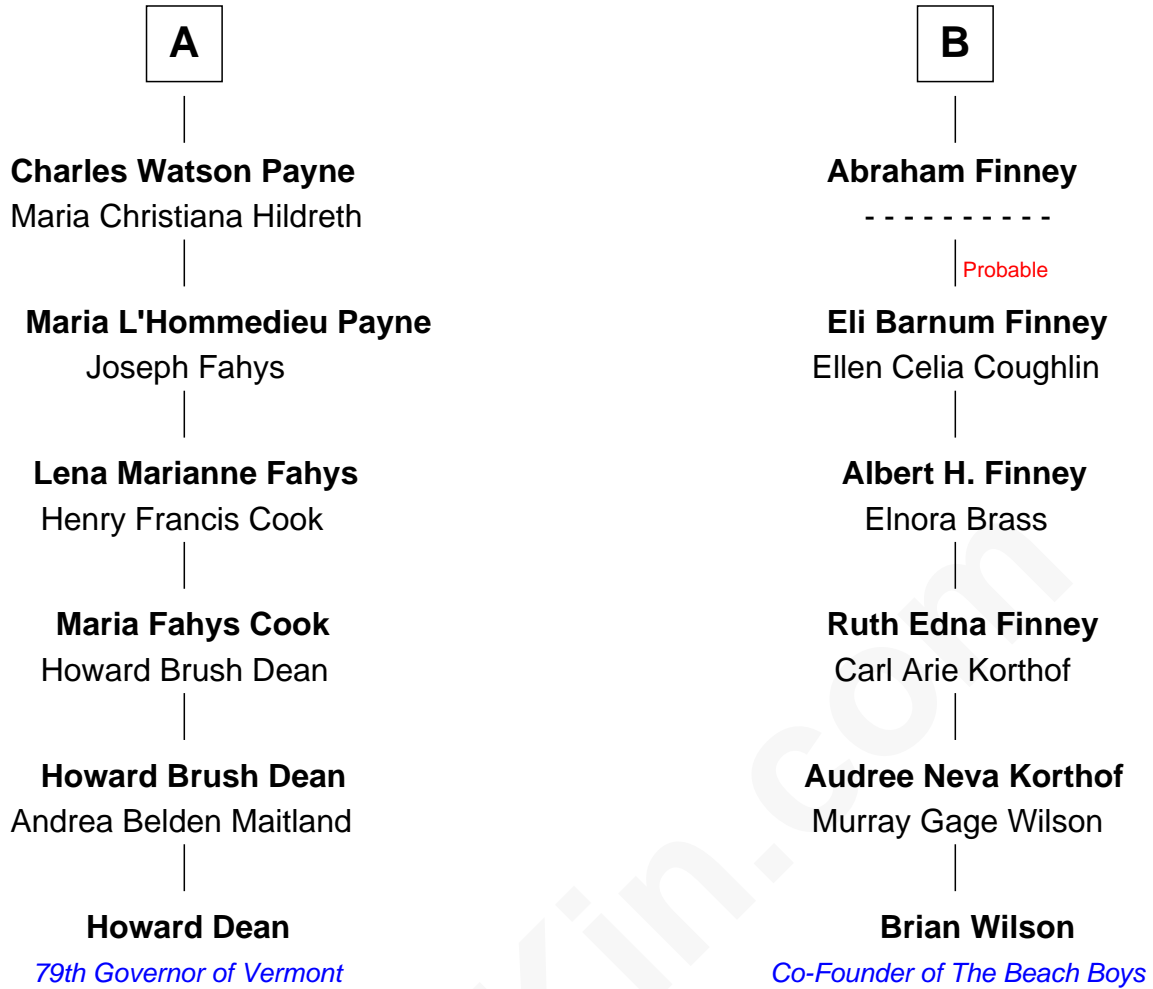 A
Charles Watson Payne
Maria Christiana Hildreth
Maria L'Hommedieu Payne
Joseph Fahys
Lena Marianne Fahys
Henry Francis Cook
Maria Fahys Cook
Howard Brush Dean
Howard Brush Dean
Andrea Belden Maitland
Howard Dean
79th Governor of Vermont
B
Abraham Finney
- - - - - - - - - -
Probable
Eli Barnum Finney
Ellen Celia Coughlin
Albert H. Finney
Elnora Brass
Ruth Edna Finney
Carl Arie Korthof
Audree Neva Korthof
Murray Gage Wilson
Brian Wilson
Co-Founder of The Beach Boys